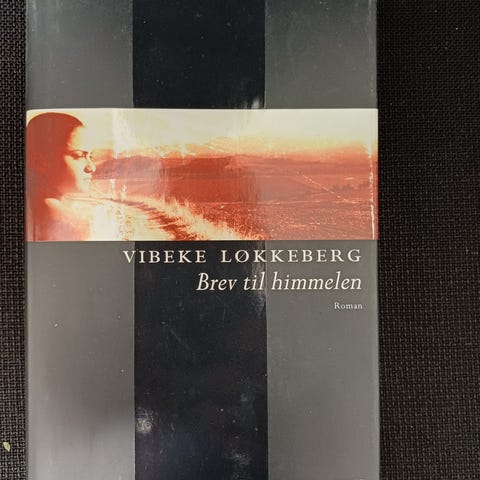 VIBEKE LØKKEBERG
Brev til himmelen
Roman